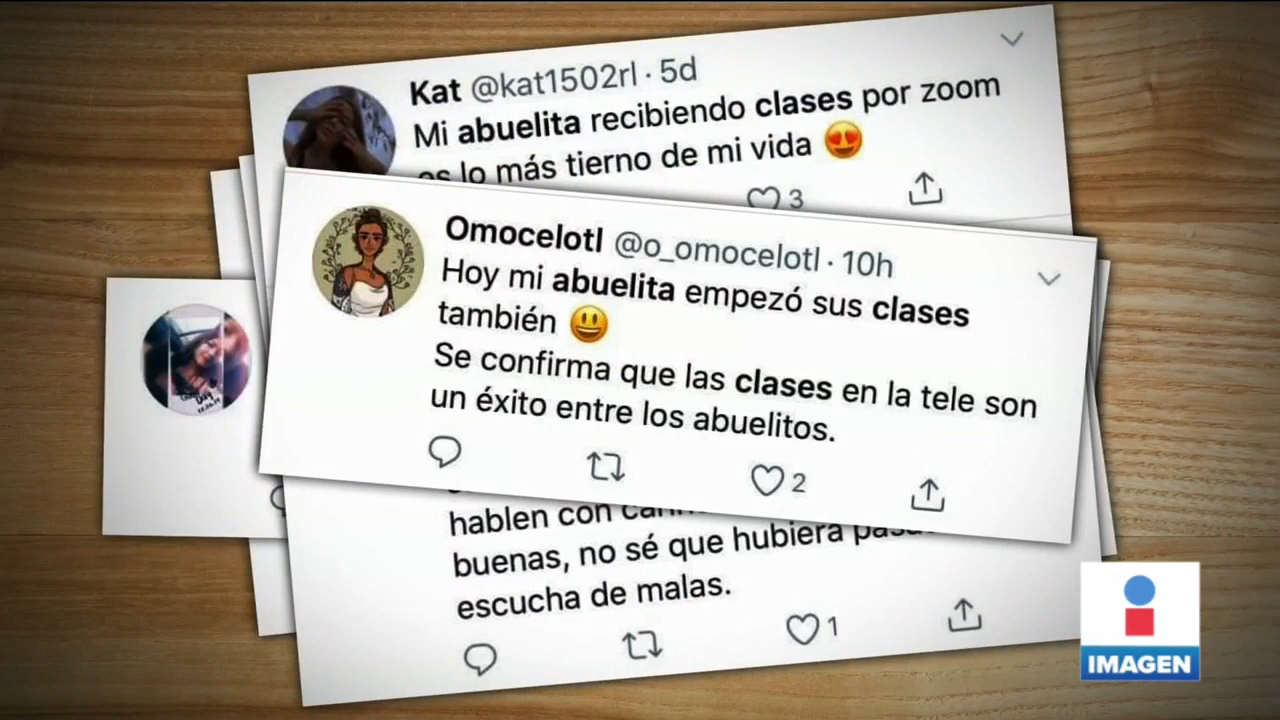 Kat @kat1502rl · 5d
Mi abuelita recibiendo clases por zoom
es lo más tierno de mi vida 😍
3
Omocelotl @o_omocelotl · 10h
Hoy mi abuelita empezó sus clases
también 😃
Se confirma que las clases en la tele son
un éxito entre los abuelitos.
2
hablen con
buenas, no sé que hubiera
escucha de malas.
1
IMAGEN